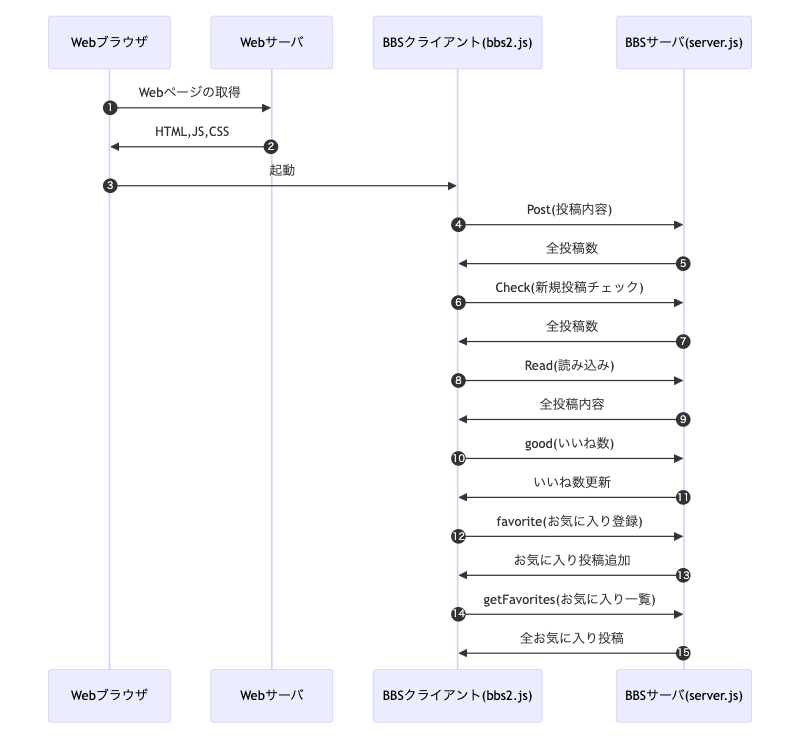 Webブラウザ
Webサーバ
BBSクライアント(bbs2.js)
BBSサーバ(server.js)
Webページの取得
1
HTML,JS,CSS
2
起動
3
Post(投稿内容)
4
全投稿数
5
Check(新規投稿チェック)
6
全投稿数
7
Read(読み込み)
8
全投稿内容
9
good(いいね数)
10
いいね数更新
11
favorite(お気に入り登録)
12
お気に入り投稿追加
13
getFavorites(お気に入り一覧)
14
全お気に入り投稿
15
Webブラウザ
Webサーバ
BBSクライアント(bbs2.js)
BBSサーバ(server.js)